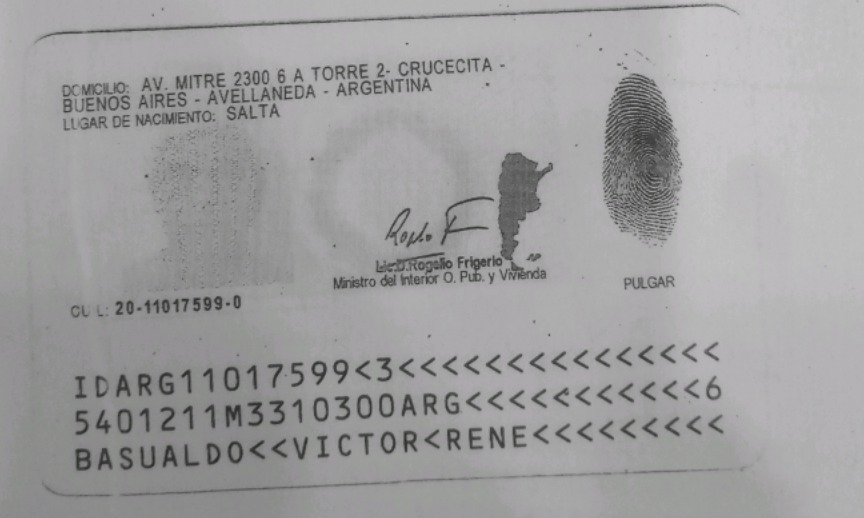 DOMICILIO: AV. MITRE 2300 6 A TORRE 2- CRUCECITA -
BUENOS AIRES - AVELLANEDA - ARGENTINA
LUGAR DE NACIMIENTO: SALTA
Lic. Rogelio Frigerio
Ministro del Interior O. Pub. y Vivienda
PULGAR
CUIL: 20-11017599-0
IDARG11017599<3<<<<<<<<<<<<<<<
5401211M3310300ARG<<<<<<<<<<<6
BASUALDO<<VICTOR<RENE<<<<<<<<<